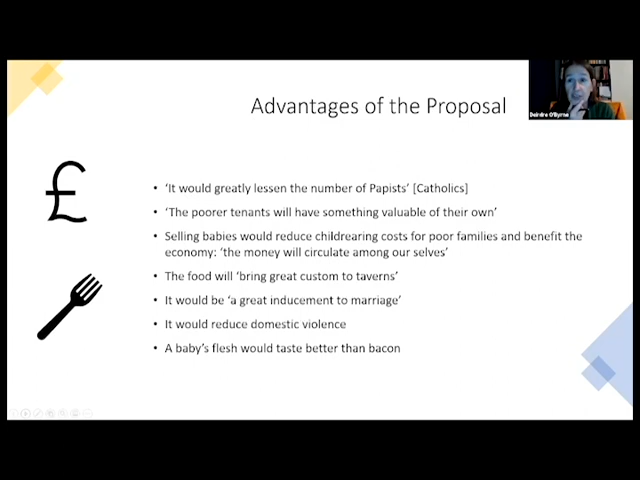 Advantages of the Proposal
Deirdre O'Byrne
£
• 'It would greatly lessen the number of Papists' [Catholics]
• 'The poorer tenants will have something valuable of their own'
• Selling babies would reduce childrearing costs for poor families and benefit the
economy: 'the money will circulate among our selves'
• The food will 'bring great custom to taverns'
• It would be 'a great inducement to marriage'
• It would reduce domestic violence
• A baby's flesh would taste better than bacon